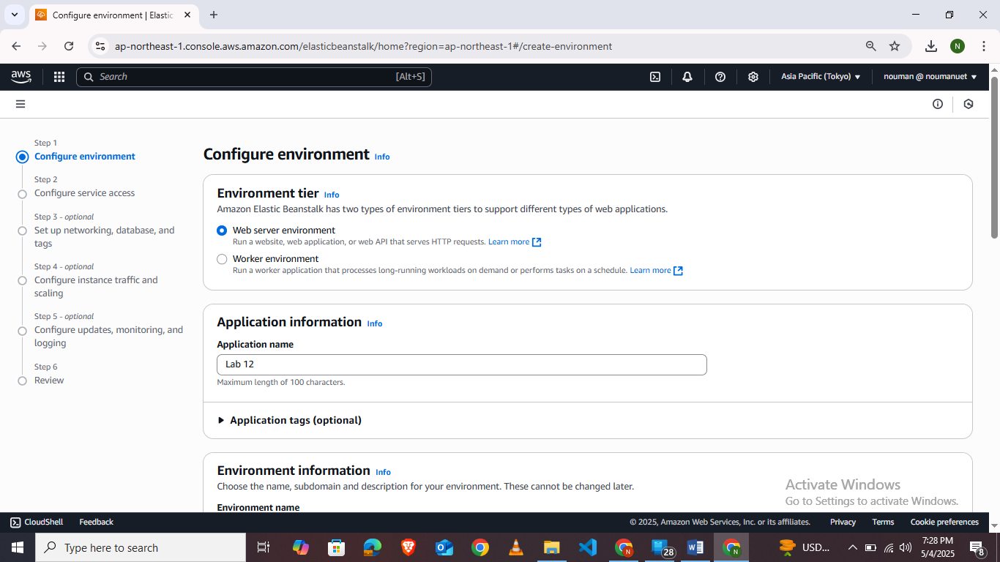 Configure environment | Elastic
ap-northeast-1.console.aws.amazon.com/elasticbeanstalk/home?region=ap-northeast-1#/create-environment
N
aws
Search
[Alt+S]
Asia Pacific (Tokyo)
nouman @ noumanuet
Step 1
Configure environment
Step 2
Configure service access
Step 3 - optional
Set up networking, database, and
tags
Step 4 - optional
Configure instance traffic and
scaling
Step 5 - optional
Configure updates, monitoring, and
logging
Step 6
Review
Configure environment Info
Environment tier Info
Amazon Elastic Beanstalk has two types of environment tiers to support different types of web applications.
Web server environment
Run a website, web application, or web API that serves HTTP requests. Learn more
Worker environment
Run a worker application that processes long-running workloads on demand or performs tasks on a schedule. Learn more
Application information Info
Application name
Lab 12
Maximum length of 100 characters.
Application tags (optional)
Environment information Info
Choose the name, subdomain and description for your environment. These cannot be changed later.
Environment name
Activate Windows
Go to Settings to activate Windows.
CloudShell Feedback
© 2025, Amazon Web Services, Inc. or its affiliates. Privacy Terms Cookie preferences
Type here to search
N
28
N
USD...
7:28 PM
5/4/2025
8